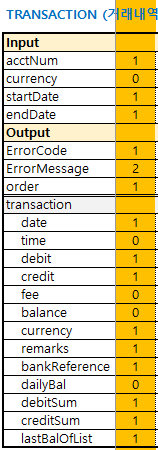 TRANSACTION (거래내역
Input
acctNum 1
currency 0
startDate 1
endDate 1
Output
ErrorCode 1
ErrorMessage 2
order 1
transaction
date 1
time 0
debit 1
credit 1
fee 0
balance 0
currency 1
remarks 1
bankReference 1
dailyBal 0
debitSum 1
creditSum 1
lastBalOfList 1